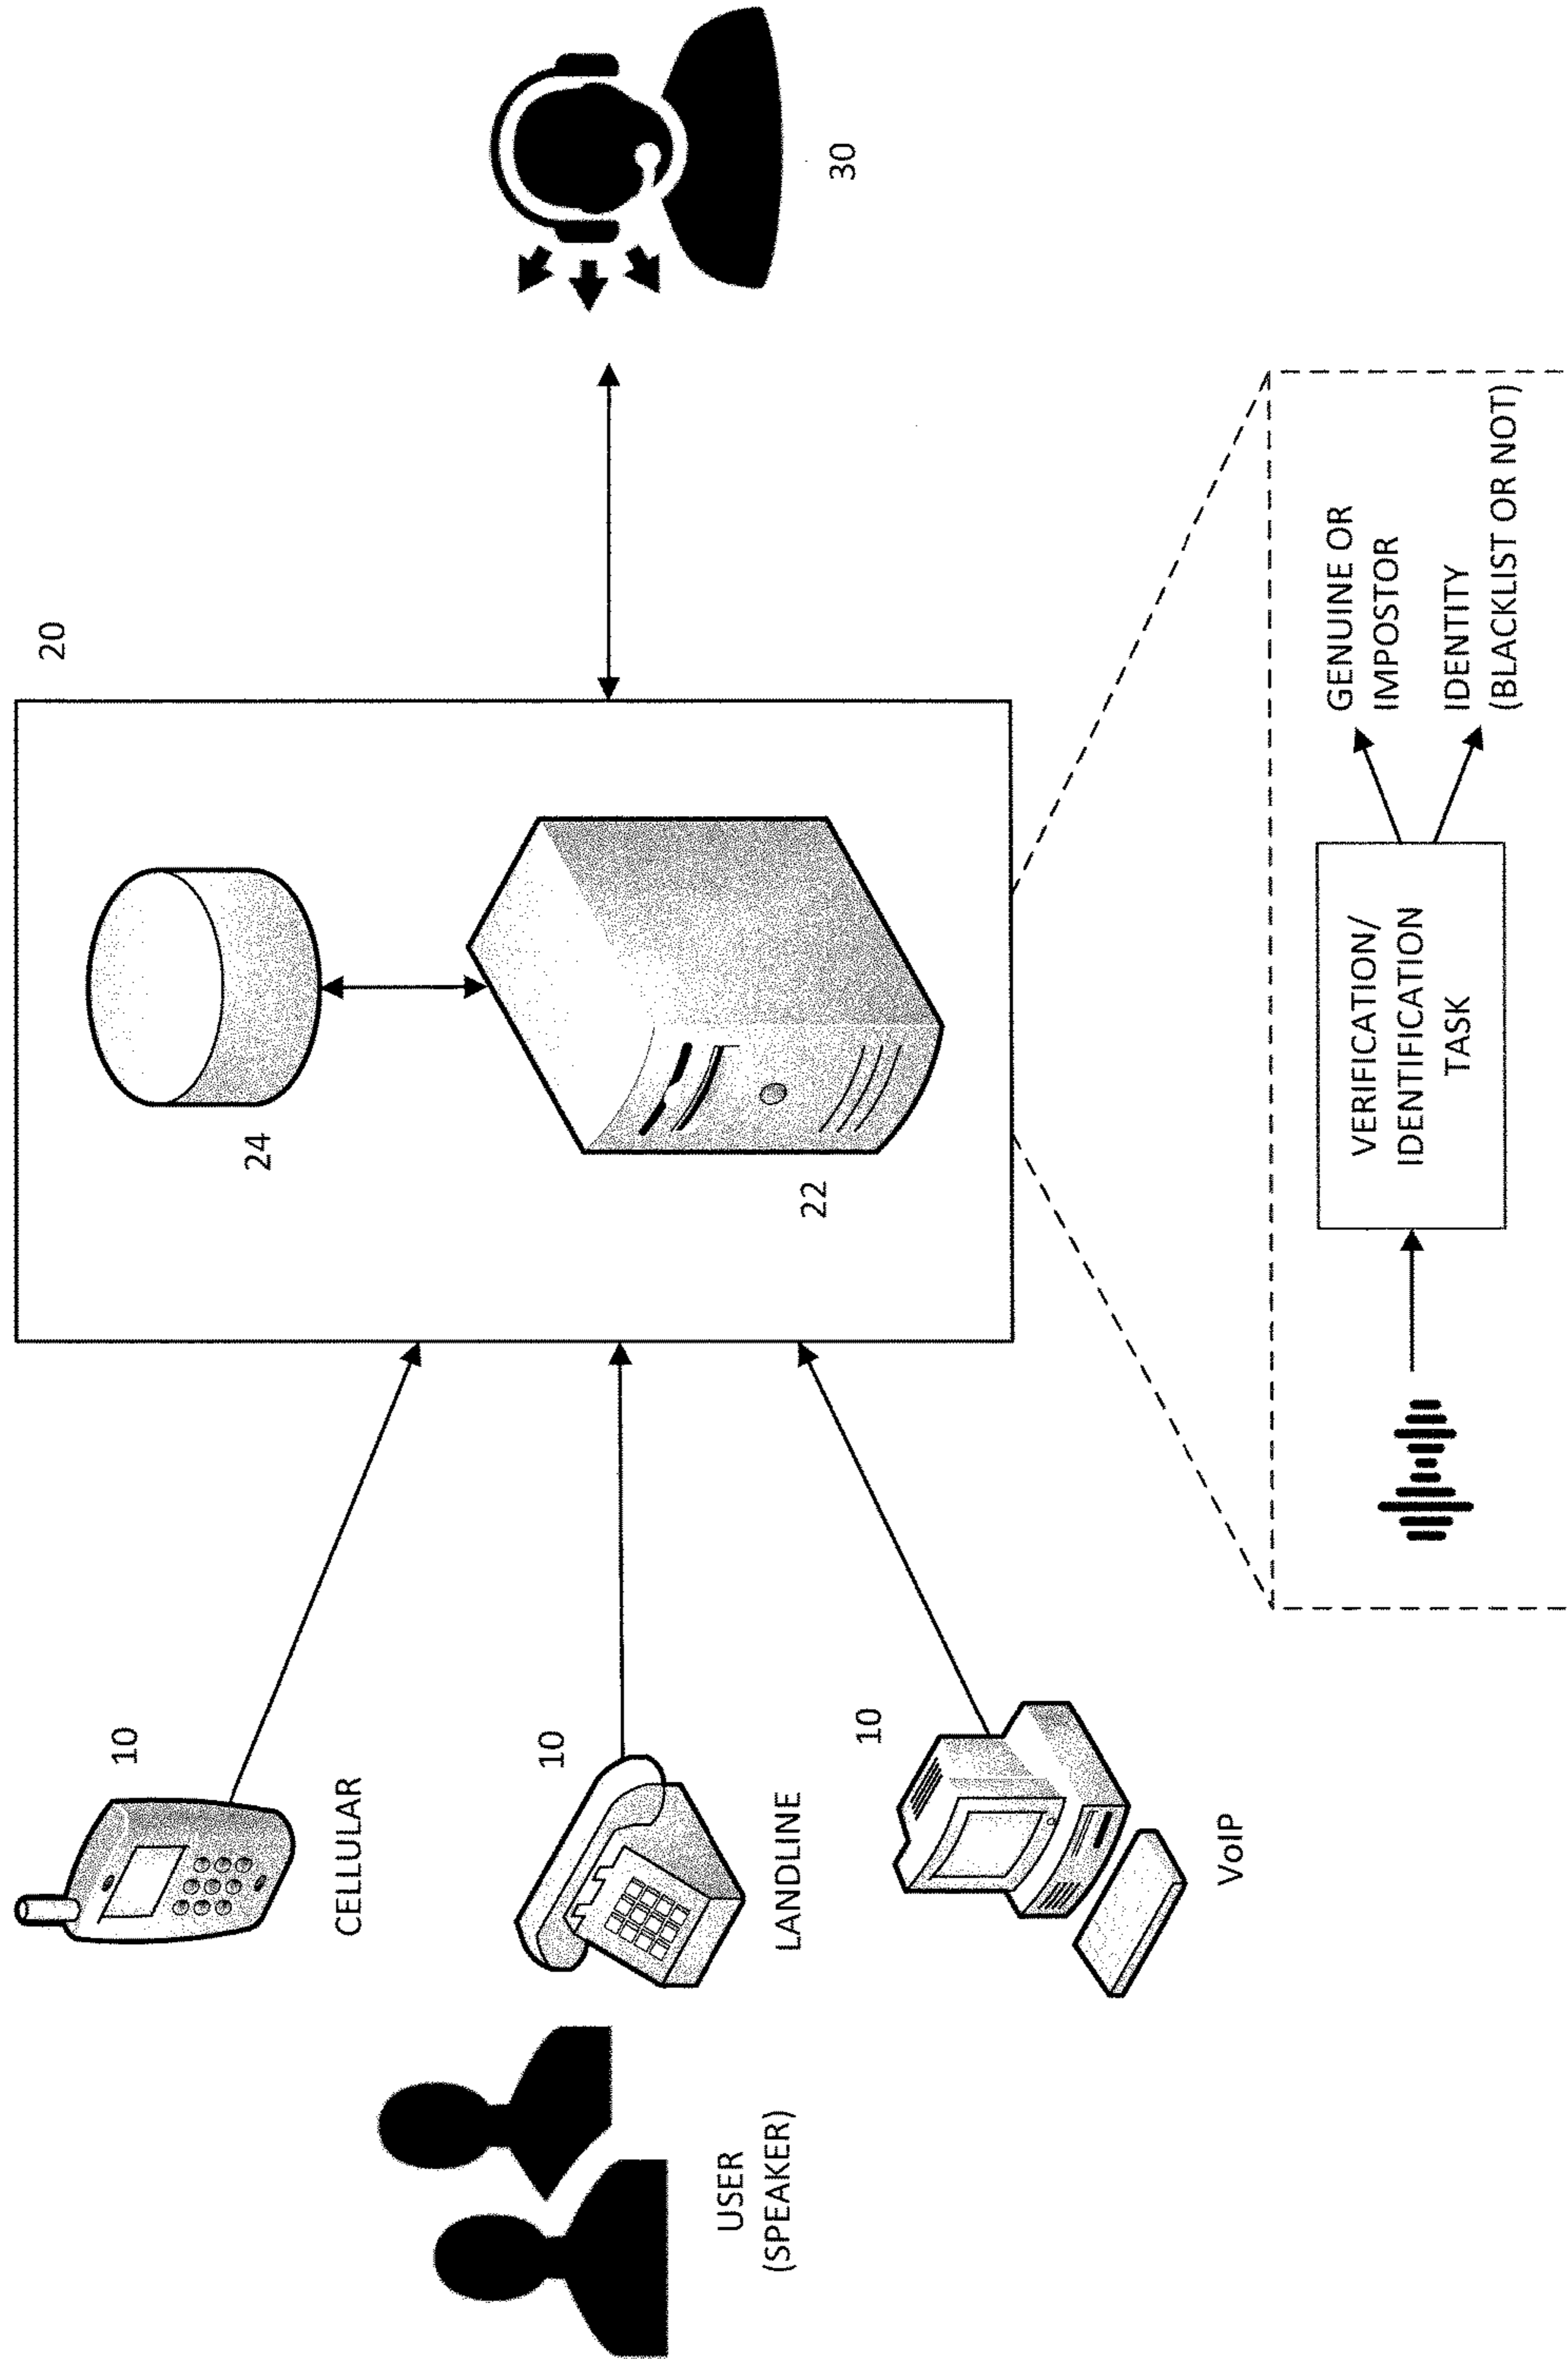 20
10
24
CELLULAR
10
30
USER
(SPEAKER)
LANDLINE
22
10
VoIP
VERIFICATION/
IDENTIFICATION
TASK
GENUINE OR
IMPOSTOR
IDENTITY
(BLACKLIST OR NOT)